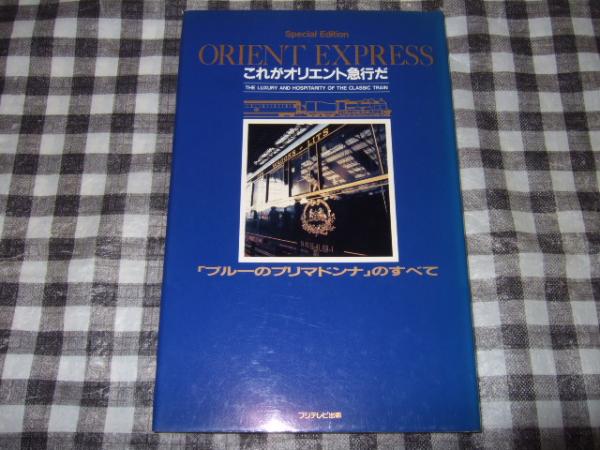 Special Edition
ORIENT EXPRESS
これがオリエント急行だ
THE LUXURY AND HOSPITARITY OF THE CLASSIC TRAIN
LITS
「ブルーのプリマドンナ」のすべて
フジテレビ出版